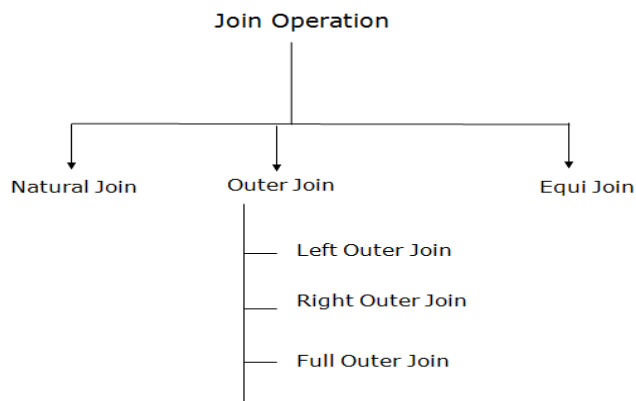 Join Operation
Natural Join
Outer Join
Equi Join
Left Outer Join
Right Outer Join
Full Outer Join